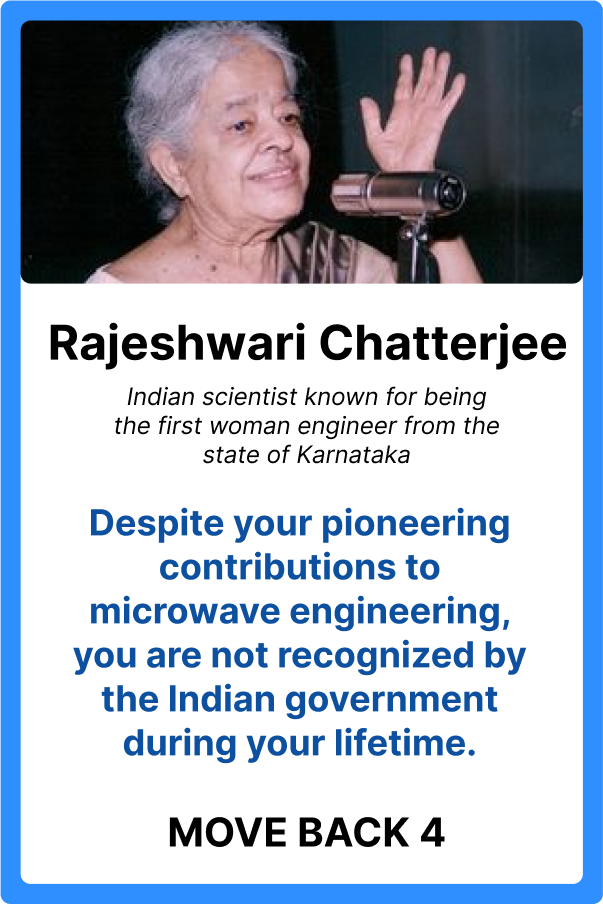 Rajeshwari Chatterjee
Indian scientist known for being
the first woman engineer from the
state of Karnataka
Despite your pioneering
contributions to
microwave engineering,
you are not recognized by
the Indian government
during your lifetime.
MOVE BACK 4